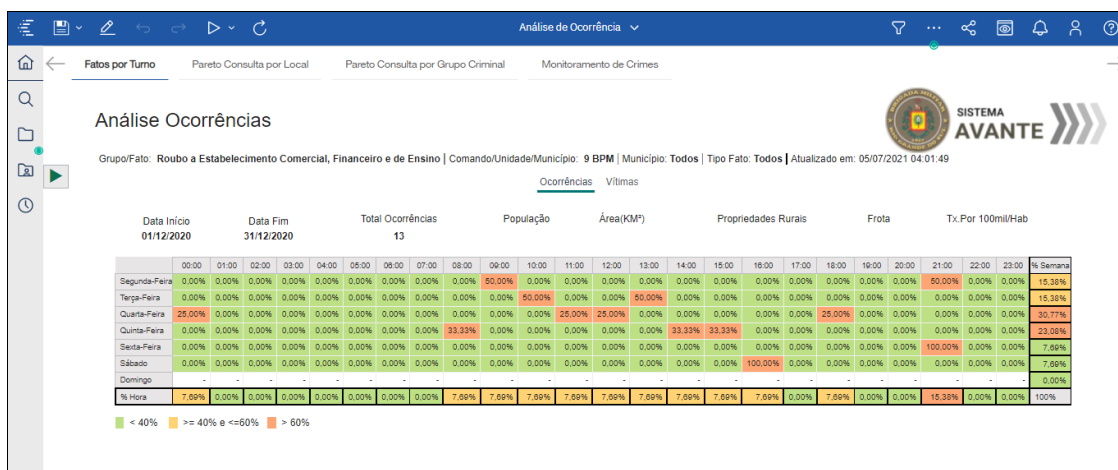 Análise de Ocorrência
Fatos por Turno Pareto Consulta por Local Pareto Consulta por Grupo Criminal Monitoramento de Crimes
Análise Ocorrências
BRIGADA MILITAR
SISTEMA
AVANTE
Grupo/Fato: Roubo a Estabelecimento Comercial, Financeiro e de Ensino | Comando/Unidade/Município: 9 BPM | Município: Todos | Tipo Fato: Todos | Atualizado em: 05/07/2021 04:01:49
Ocorrências Vítimas
Data Início Data Fim Total Ocorrências População Área(KM²) Propriedades Rurais Frota Tx.Por 100mil/Hab
01/12/2020 31/12/2020 13
00:00 01:00 02:00 03:00 04:00 05:00 06:00 07:00 08:00 09:00 10:00 11:00 12:00 13:00 14:00 15:00 16:00 17:00 18:00 19:00 20:00 21:00 22:00 23:00 % Semana
Segunda-Feira 0,00% 0,00% 0,00% 0,00% 0,00% 0,00% 0,00% 0,00% 0,00% 50,00% 0,00% 0,00% 0,00% 0,00% 0,00% 0,00% 0,00% 0,00% 0,00% 0,00% 0,00% 50,00% 0,00% 0,00% 15,38%
Terça-Feira 0,00% 0,00% 0,00% 0,00% 0,00% 0,00% 0,00% 0,00% 0,00% 0,00% 50,00% 0,00% 0,00% 50,00% 0,00% 0,00% 0,00% 0,00% 0,00% 0,00% 0,00% 0,00% 0,00% 0,00% 15,38%
Quarta-Feira 25,00% 0,00% 0,00% 0,00% 0,00% 0,00% 0,00% 0,00% 0,00% 0,00% 0,00% 25,00% 25,00% 0,00% 0,00% 0,00% 0,00% 0,00% 25,00% 0,00% 0,00% 0,00% 0,00% 0,00% 30,77%
Quinta-Feira 0,00% 0,00% 0,00% 0,00% 0,00% 0,00% 0,00% 0,00% 33,33% 0,00% 0,00% 0,00% 0,00% 0,00% 33,33% 33,33% 0,00% 0,00% 0,00% 0,00% 0,00% 0,00% 0,00% 0,00% 23,08%
Sexta-Feira 0,00% 0,00% 0,00% 0,00% 0,00% 0,00% 0,00% 0,00% 0,00% 0,00% 0,00% 0,00% 0,00% 0,00% 0,00% 0,00% 0,00% 0,00% 0,00% 0,00% 0,00% 100,00% 0,00% 0,00% 7,69%
Sábado 0,00% 0,00% 0,00% 0,00% 0,00% 0,00% 0,00% 0,00% 0,00% 0,00% 0,00% 0,00% 0,00% 0,00% 0,00% 0,00% 100,00% 0,00% 0,00% 0,00% 0,00% 0,00% 0,00% 0,00% 7,69%
Domingo - - - - - - - - - - - - - - - - - - - - - - - - 0,00%
% Hora 7,69% 0,00% 0,00% 0,00% 0,00% 0,00% 0,00% 0,00% 7,69% 7,69% 7,69% 7,69% 7,69% 7,69% 7,69% 7,69% 7,69% 0,00% 7,69% 0,00% 0,00% 15,38% 0,00% 0,00% 100%
< 40% >= 40% e <=60% > 60%